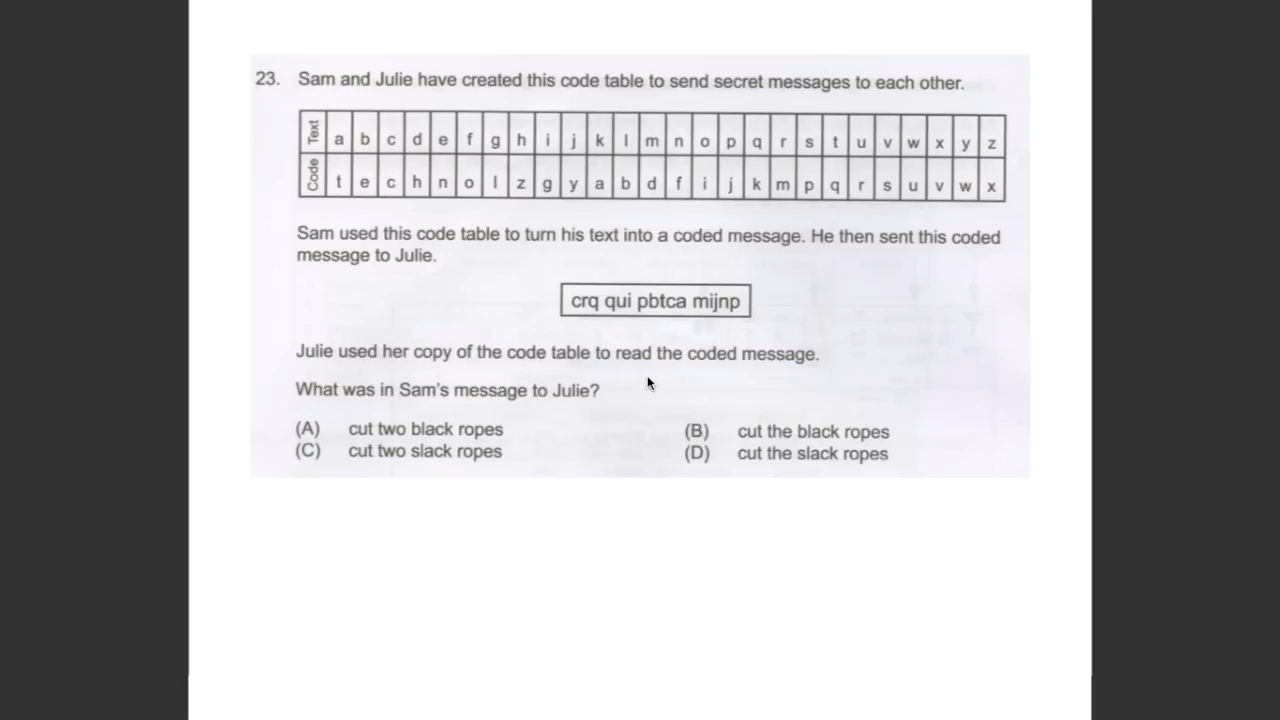 23. Sam and Julie have created this code table to send secret messages to each other.
Text a b c d e f g h i j k l m n o p q r s t u v w x y z
Code t e c h n o l z g y a b d f i j k m p q r s u v w x
Sam used this code table to turn his text into a coded message. He then sent this coded
message to Julie.
crq qui pbtca mijnp
Julie used her copy of the code table to read the coded message.
What was in Sam's message to Julie?
(A) cut two black ropes (B) cut the black ropes
(C) cut two slack ropes (D) cut the slack ropes